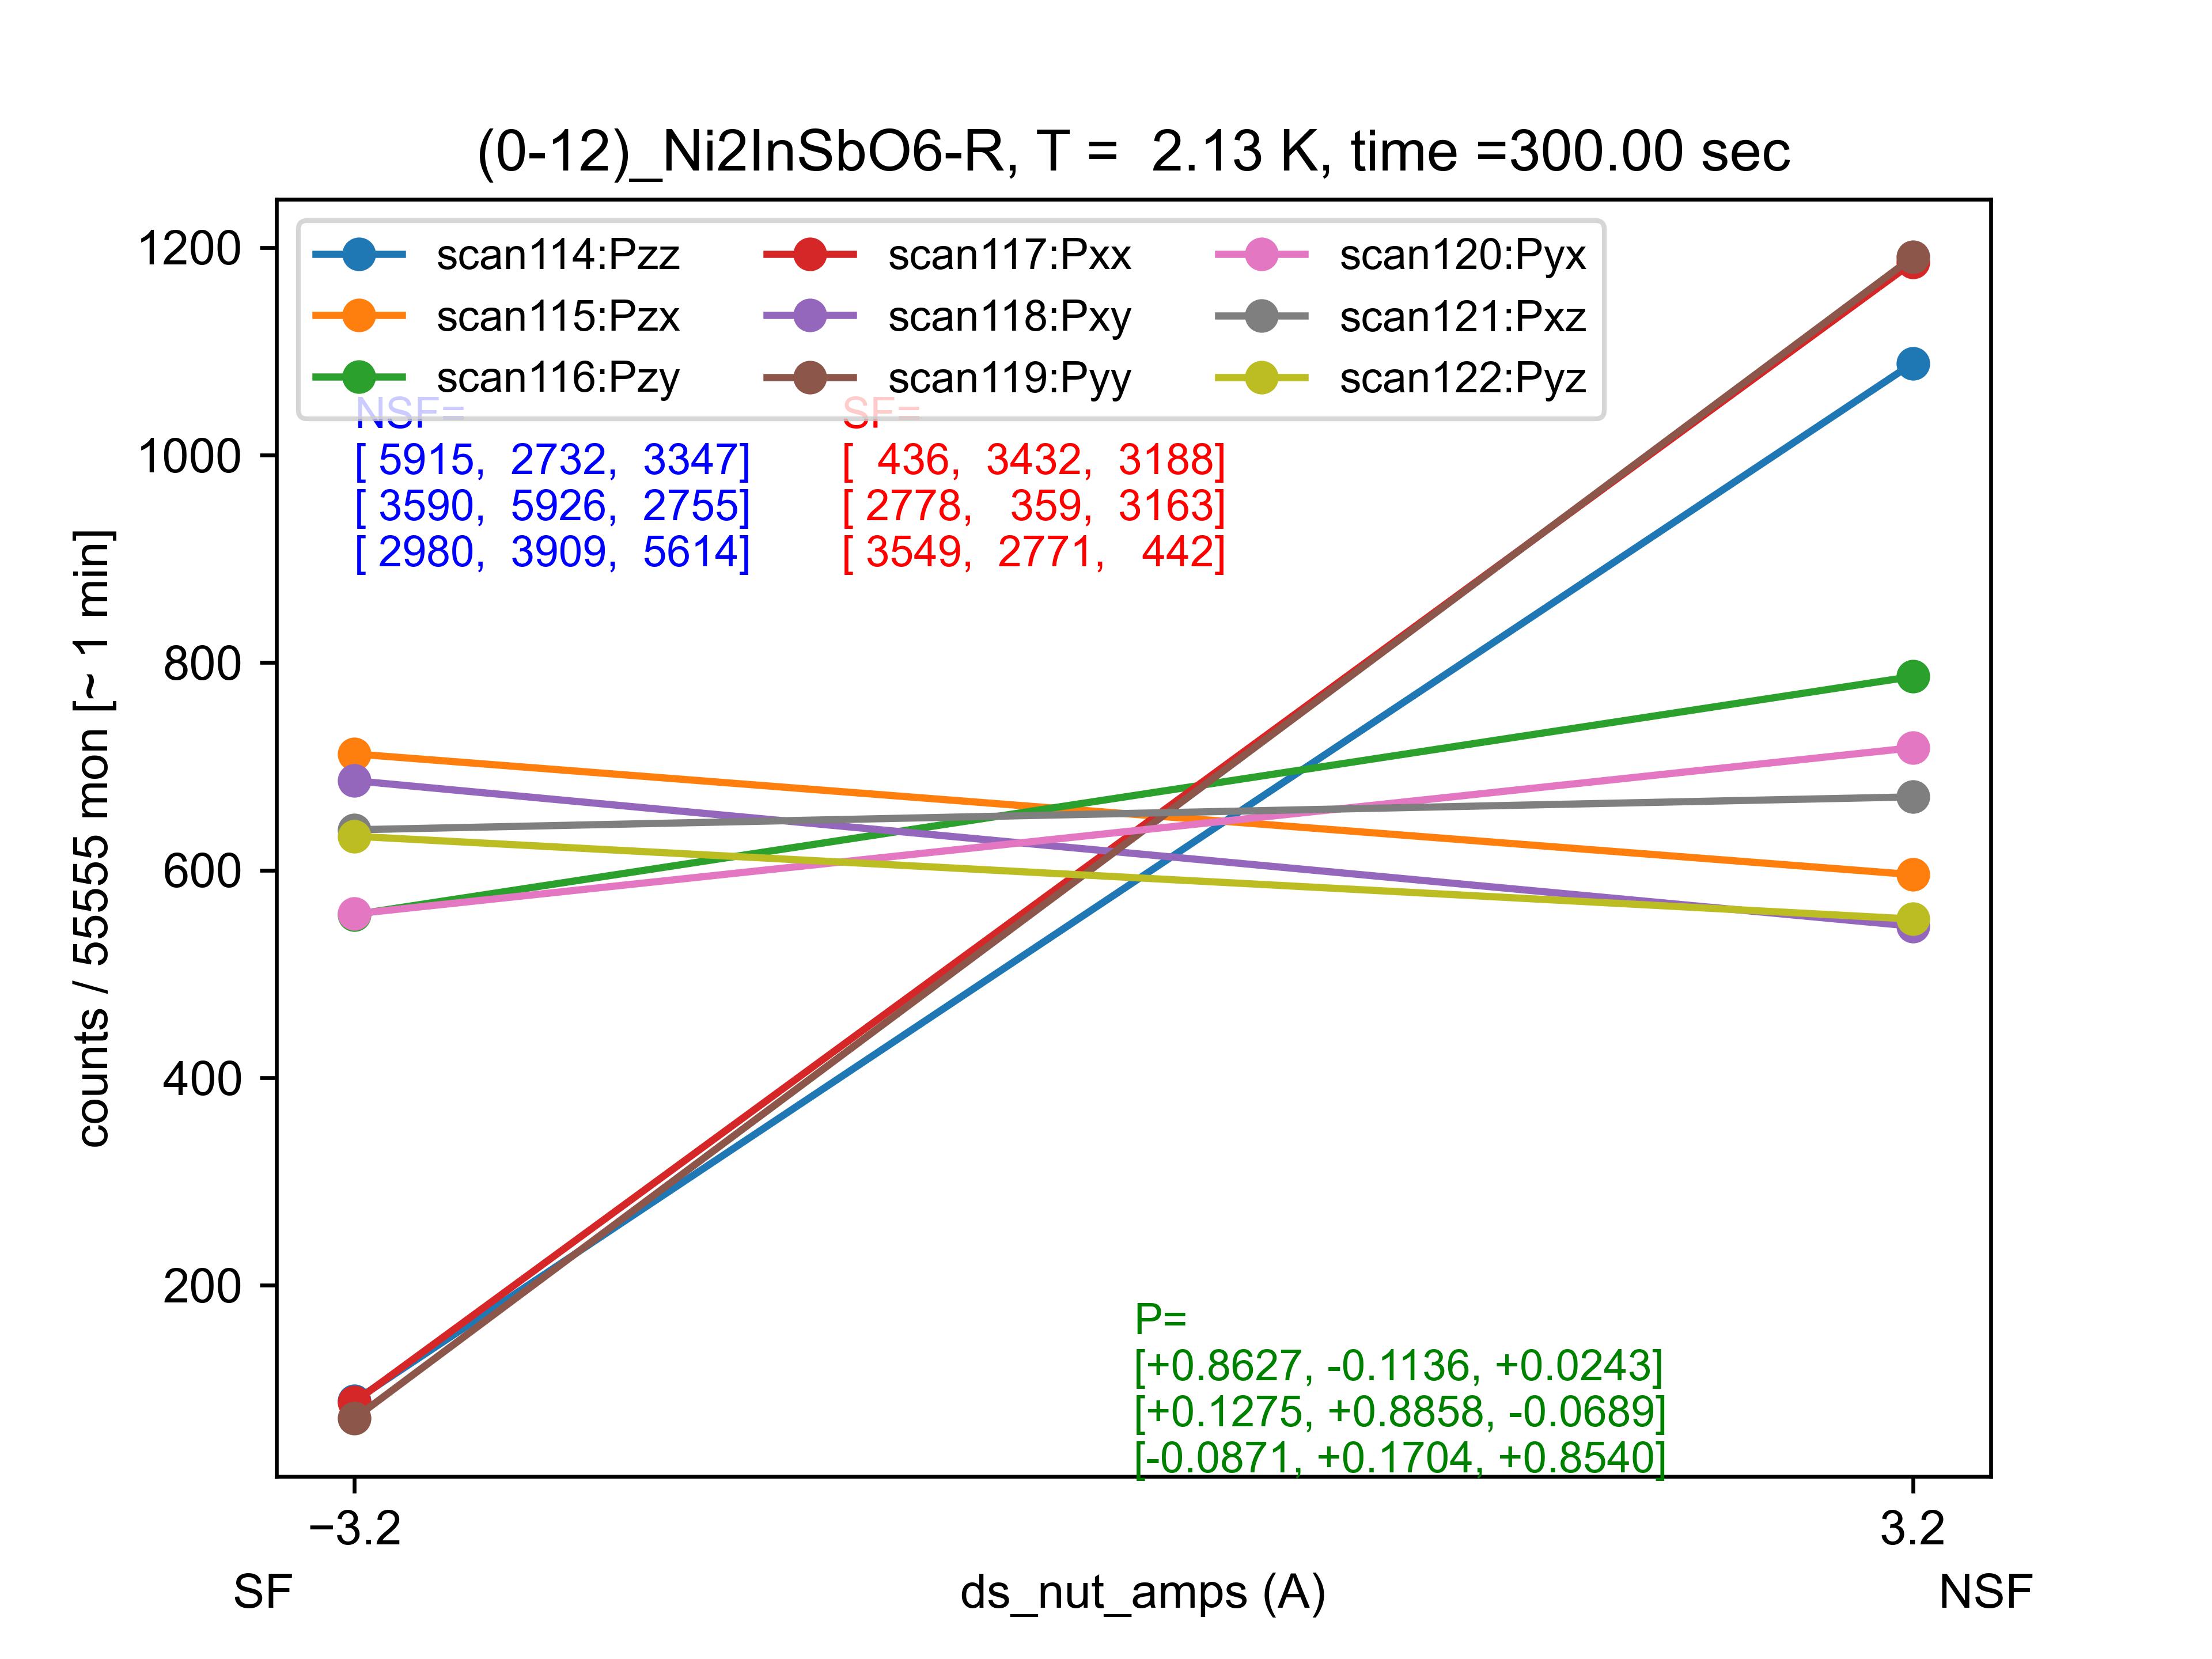 (0-12)_Ni2InSbO6-R, T =  2.13 K, time =300.00 sec
1200
1000
800
600
400
200
counts / 55555 mon [~ 1 min]
scan114:Pzz
scan115:Pzx
scan116:Pzy
scan117:Pxx
scan118:Pxy
scan119:Pyy
scan120:Pyx
scan121:Pxz
scan122:Pyz
NSF=
[ 5915,  2732,  3347]
[ 3590,  5926,  2755]
[ 2980,  3909,  5614]
SF=
[  436,  3432,  3188]
[ 2778,   359,  3163]
[ 3549,  2771,   442]
P=
[+0.8627, -0.1136, +0.0243]
[+0.1275, +0.8858, -0.0689]
[-0.0871, +0.1704, +0.8540]
−3.2
3.2
SF
ds_nut_amps (A)
NSF